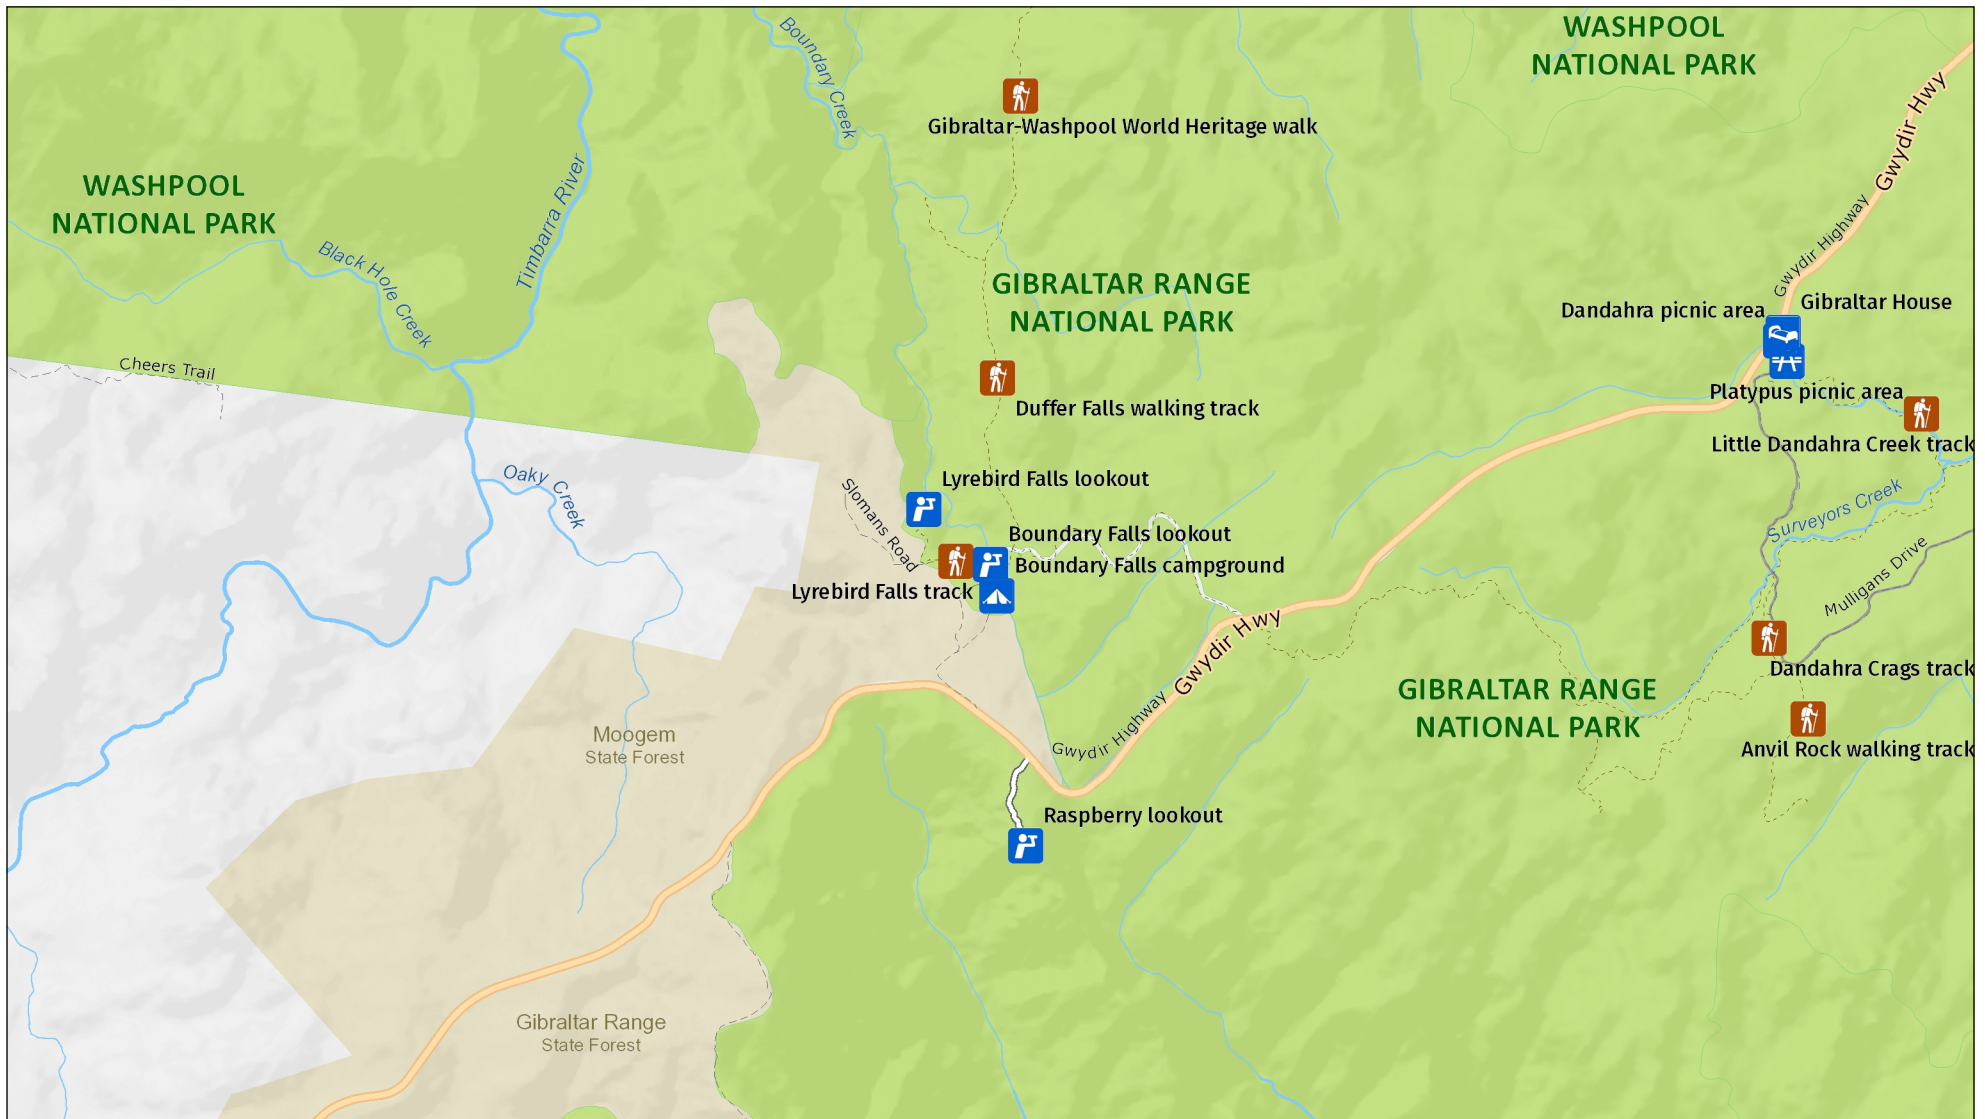 WASHPOOL
NATIONAL PARK
Boundary Creek
Gwydir Hwy
Gibraltar-Washpool World Heritage walk
WASHPOOL
NATIONAL PARK
Timbarra River
Black Hole Creek
Gwydir Highway
GIBRALTAR RANGE
NATIONAL PARK
Dandahra picnic area
Gibraltar House
Cheers Trail
Platypus picnic area
Duffer Falls walking track
Little Dandahra Creek track
Oaky Creek
Slomans Road
Lyrebird Falls lookout
Surveyors Creek
Boundary Falls lookout
Boundary Falls campground
Lyrebird Falls track
Mulligans Drive
Gwydir Hwy
Dandahra Crags track
GIBRALTAR RANGE
NATIONAL PARK
Gwydir Highway
Moogem
State Forest
Anvil Rock walking track
Raspberry lookout
Gibraltar Range
State Forest